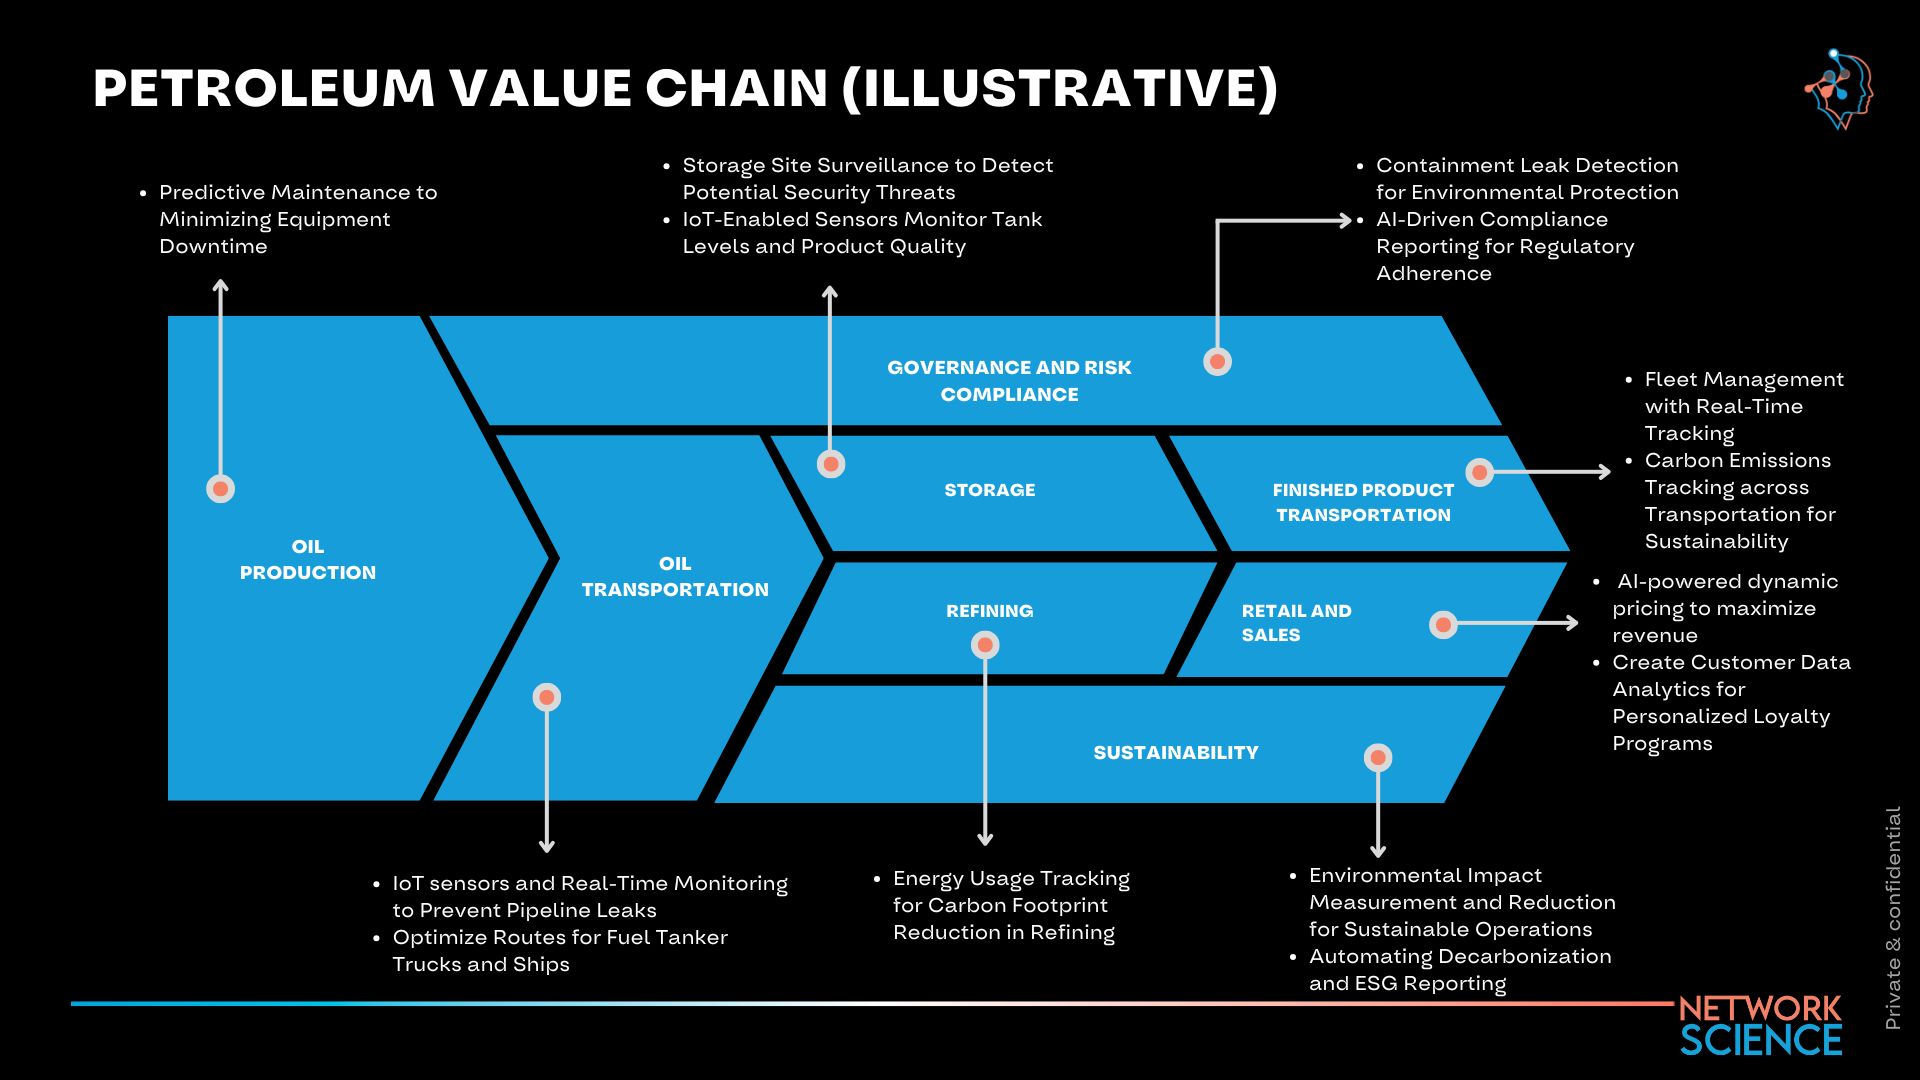 PETROLEUM VALUE CHAIN (ILLUSTRATIVE)
• Predictive Maintenance to
Minimizing Equipment
Downtime
• Storage Site Surveillance to Detect
Potential Security Threats
• IoT-Enabled Sensors Monitor Tank
Levels and Product Quality
• Containment Leak Detection
for Environmental Protection
• AI-Driven Compliance
Reporting for Regulatory
Adherence
GOVERNANCE AND RISK
COMPLIANCE
• Fleet Management
with Real-Time
Tracking
• Carbon Emissions
Tracking across
Transportation for
Sustainability
OIL
PRODUCTION
OIL
TRANSPORTATION
STORAGE
FINISHED PRODUCT
TRANSPORTATION
REFINING
RETAIL AND
SALES
• AI-powered dynamic
pricing to maximize
revenue
• Create Customer Data
Analytics for
Personalized Loyalty
Programs
SUSTAINABILITY
• IoT sensors and Real-Time Monitoring
to Prevent Pipeline Leaks
• Optimize Routes for Fuel Tanker
Trucks and Ships
• Energy Usage Tracking
for Carbon Footprint
Reduction in Refining
• Environmental Impact
Measurement and Reduction
for Sustainable Operations
• Automating Decarbonization
and ESG Reporting
Private & confidential
NETWORK
SCIENCE